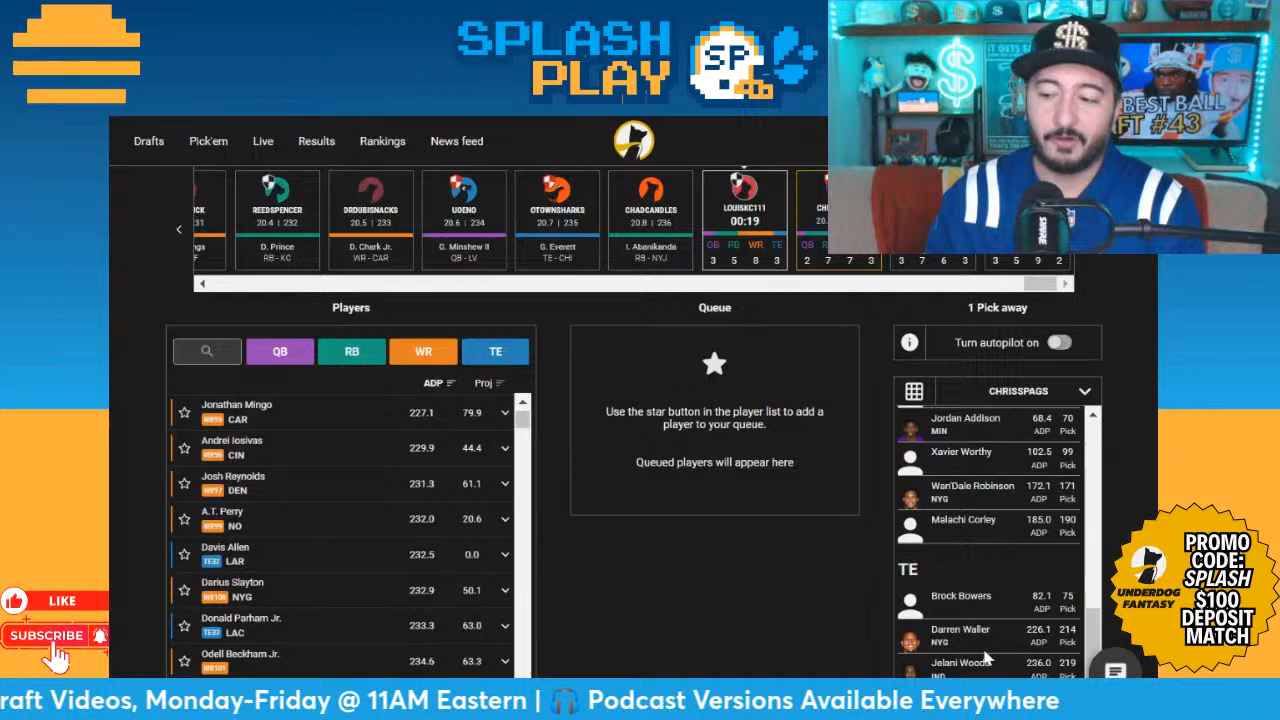 SPLASH
PLAY
SP
BEST BALL
FT #43
Drafts
Pick'em
Live
Results
Rankings
News feed
REEDSPENCER
20.4 | 232
D. Prince
RB - KC
DRDUBISNACKS
20.5 | 233
D. Chark Jr.
WR - CAR
UOENO
20.6 | 234
G. Minshew II
QB - LV
OTOWNSHARKS
20.7 | 235
G. Everett
TE - CHI
CHADCANDLES
20.8 | 236
I. Abanikanda
RB - NYJ
LOUISKC111
00:19
QB RB WR TE
3 5 8 3
2 7 7 3
3 7 6 3
3 5 9 2
Players
Queue
1 Pick away
QB
RB
WR
TE
ADP
Proj
Jonathan Mingo
WR95 CAR
227.1
79.9
Andrei Iosivas
WR96 CIN
229.9
44.4
Josh Reynolds
WR97 DEN
231.3
61.1
A.T. Perry
WR99 NO
232.0
20.6
Davis Allen
TE32 LAR
232.5
0.0
Darius Slayton
WR100 NYG
232.9
50.1
Donald Parham Jr.
TE33 LAC
233.3
63.0
Odell Beckham Jr.
WR101
234.6
63.3
Use the star button in the player list to add a
player to your queue.
Queued players will appear here
Turn autopilot on
CHRISSPAGS
Jordan Addison
MIN
68.4 70
ADP Pick
Xavier Worthy
102.5 99
ADP Pick
Wan'Dale Robinson
NYG
172.1 171
ADP Pick
Malachi Corley
185.0 190
ADP Pick
TE
Brock Bowers
82.1 75
ADP Pick
Darren Waller
NYG
226.1 214
ADP Pick
Jelani Woods
IND
236.0 219
LIKE
SUBSCRIBE
UNDERDOG
FANTASY
PROMO
CODE:
SPLASH
$100
DEPOSIT
MATCH
raft Videos, Monday-Friday @ 11AM Eastern | 🎧 Podcast Versions Available Everywhere